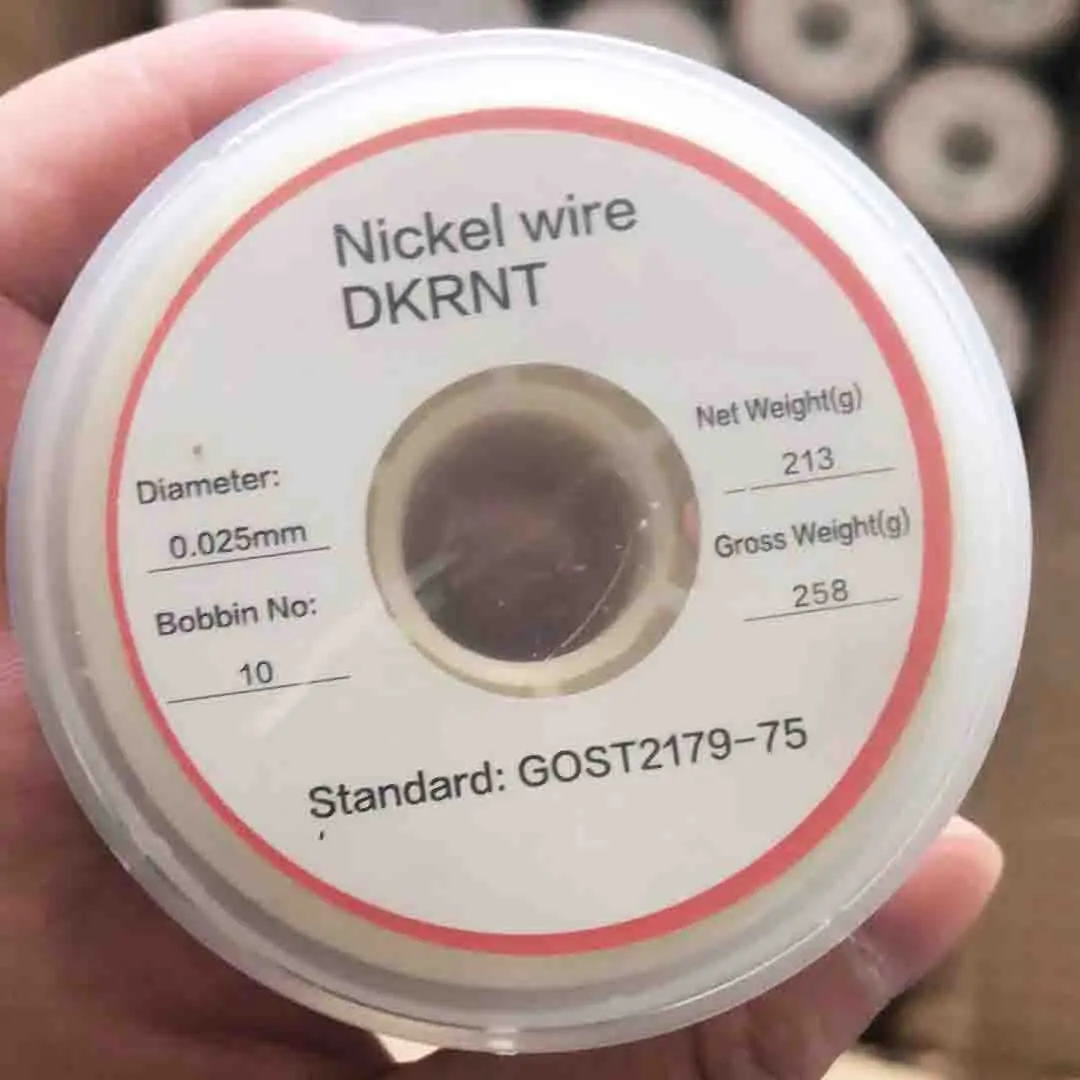 Nickel wire
DKRNT
Diameter:
0.025mm
Bobbin No:
10
Net Weight(g)
213
Gross Weight(g)
258
Standard: GOST2179-75